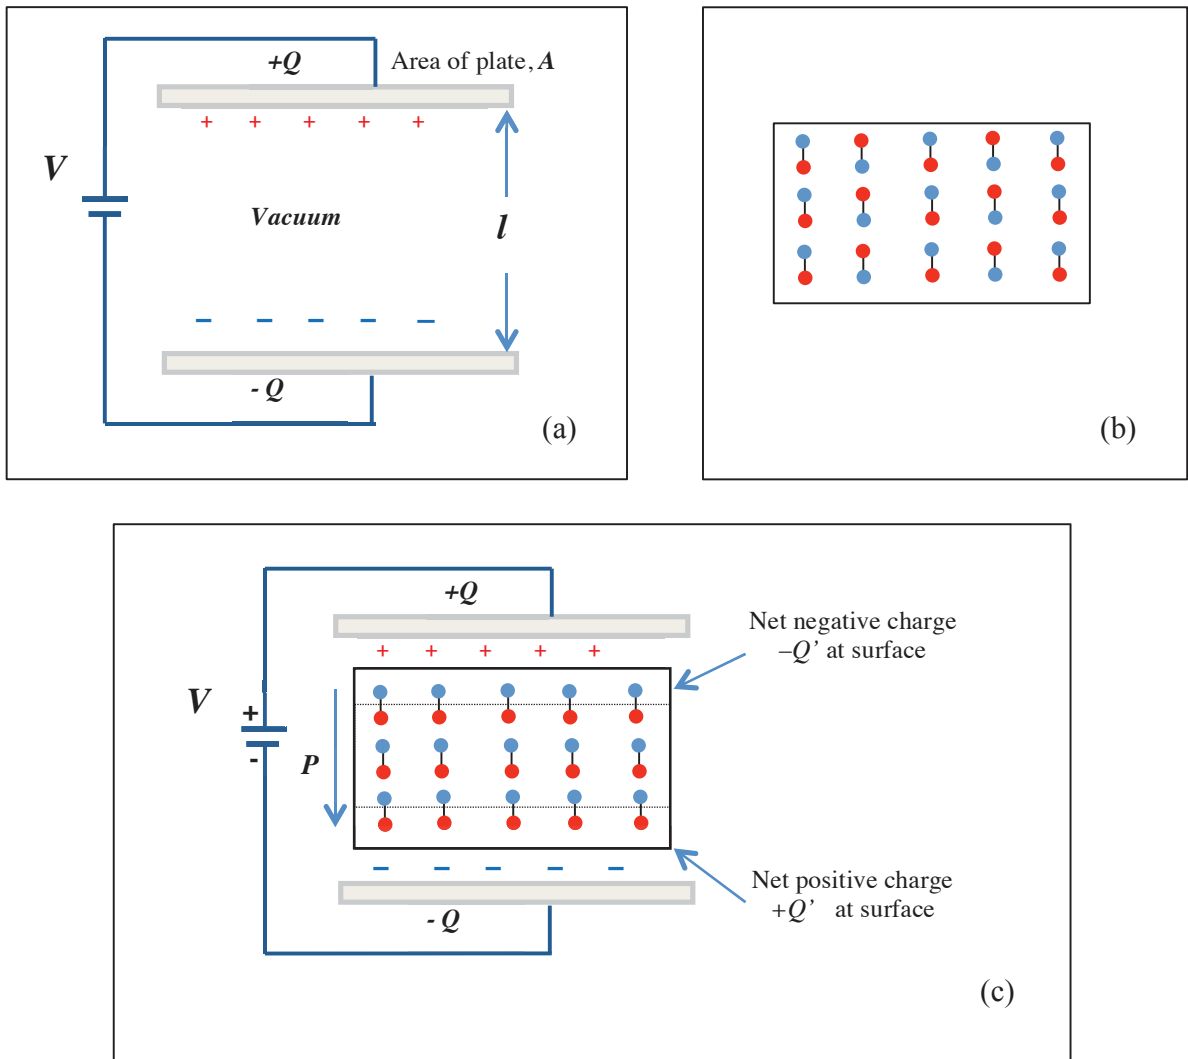 +Q
Area of plate, A
+ + + + +
V
Vacuum
l
– – – – –
- Q
(a)
(b)
+Q
Net negative charge
–Q’ at surface
+ + + + +
V
+
-
P
– – – – –
Net positive charge
+Q’ at surface
- Q
(c)